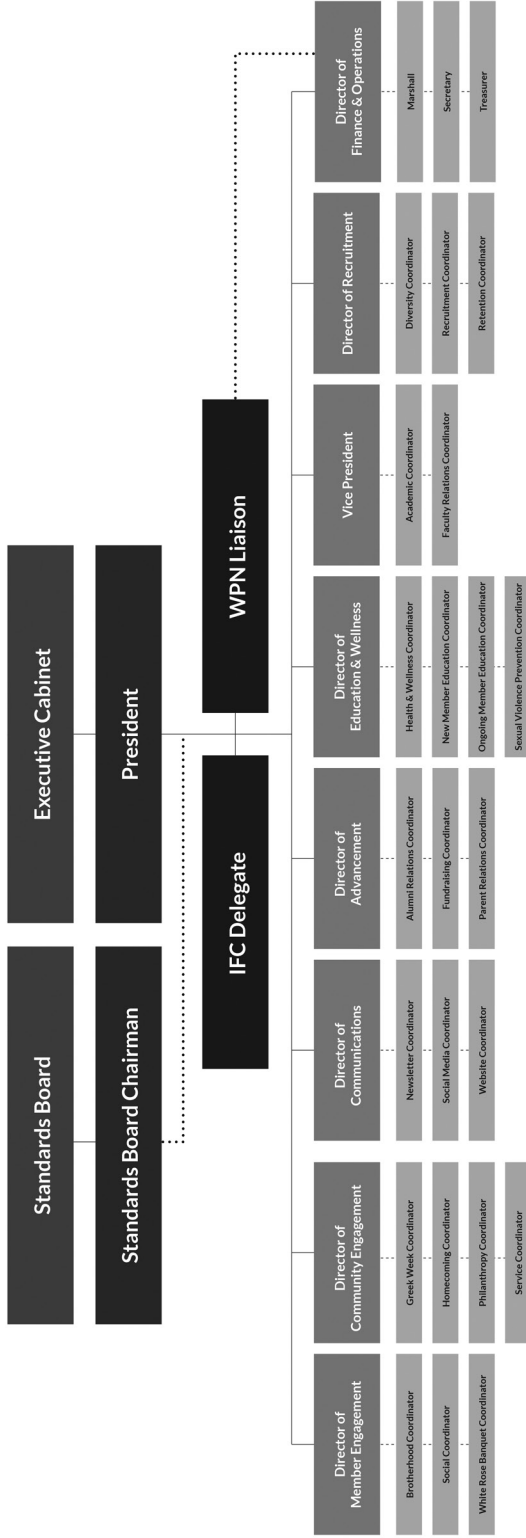 Standards Board
Executive Cabinet
Standards Board Chairman
President
IFC Delegate
WPN Liaison
Director of
Member Engagement
Brotherhood Coordinator
Social Coordinator
White Rose Banquet Coordinator
Director of
Community Engagement
Greek Week Coordinator
Homecoming Coordinator
Philanthropy Coordinator
Service Coordinator
Director of
Communications
Newsletter Coordinator
Social Media Coordinator
Website Coordinator
Director of
Advancement
Alumni Relations Coordinator
Fundraising Coordinator
Parent Relations Coordinator
Director of
Education & Wellness
Health & Wellness Coordinator
New Member Education Coordinator
Ongoing Member Education Coordinator
Sexual Violence Prevention Coordinator
Vice President
Academic Coordinator
Faculty Relations Coordinator
Director of Recruitment
Diversity Coordinator
Recruitment Coordinator
Retention Coordinator
Director of
Finance & Operations
Marshall
Secretary
Treasurer